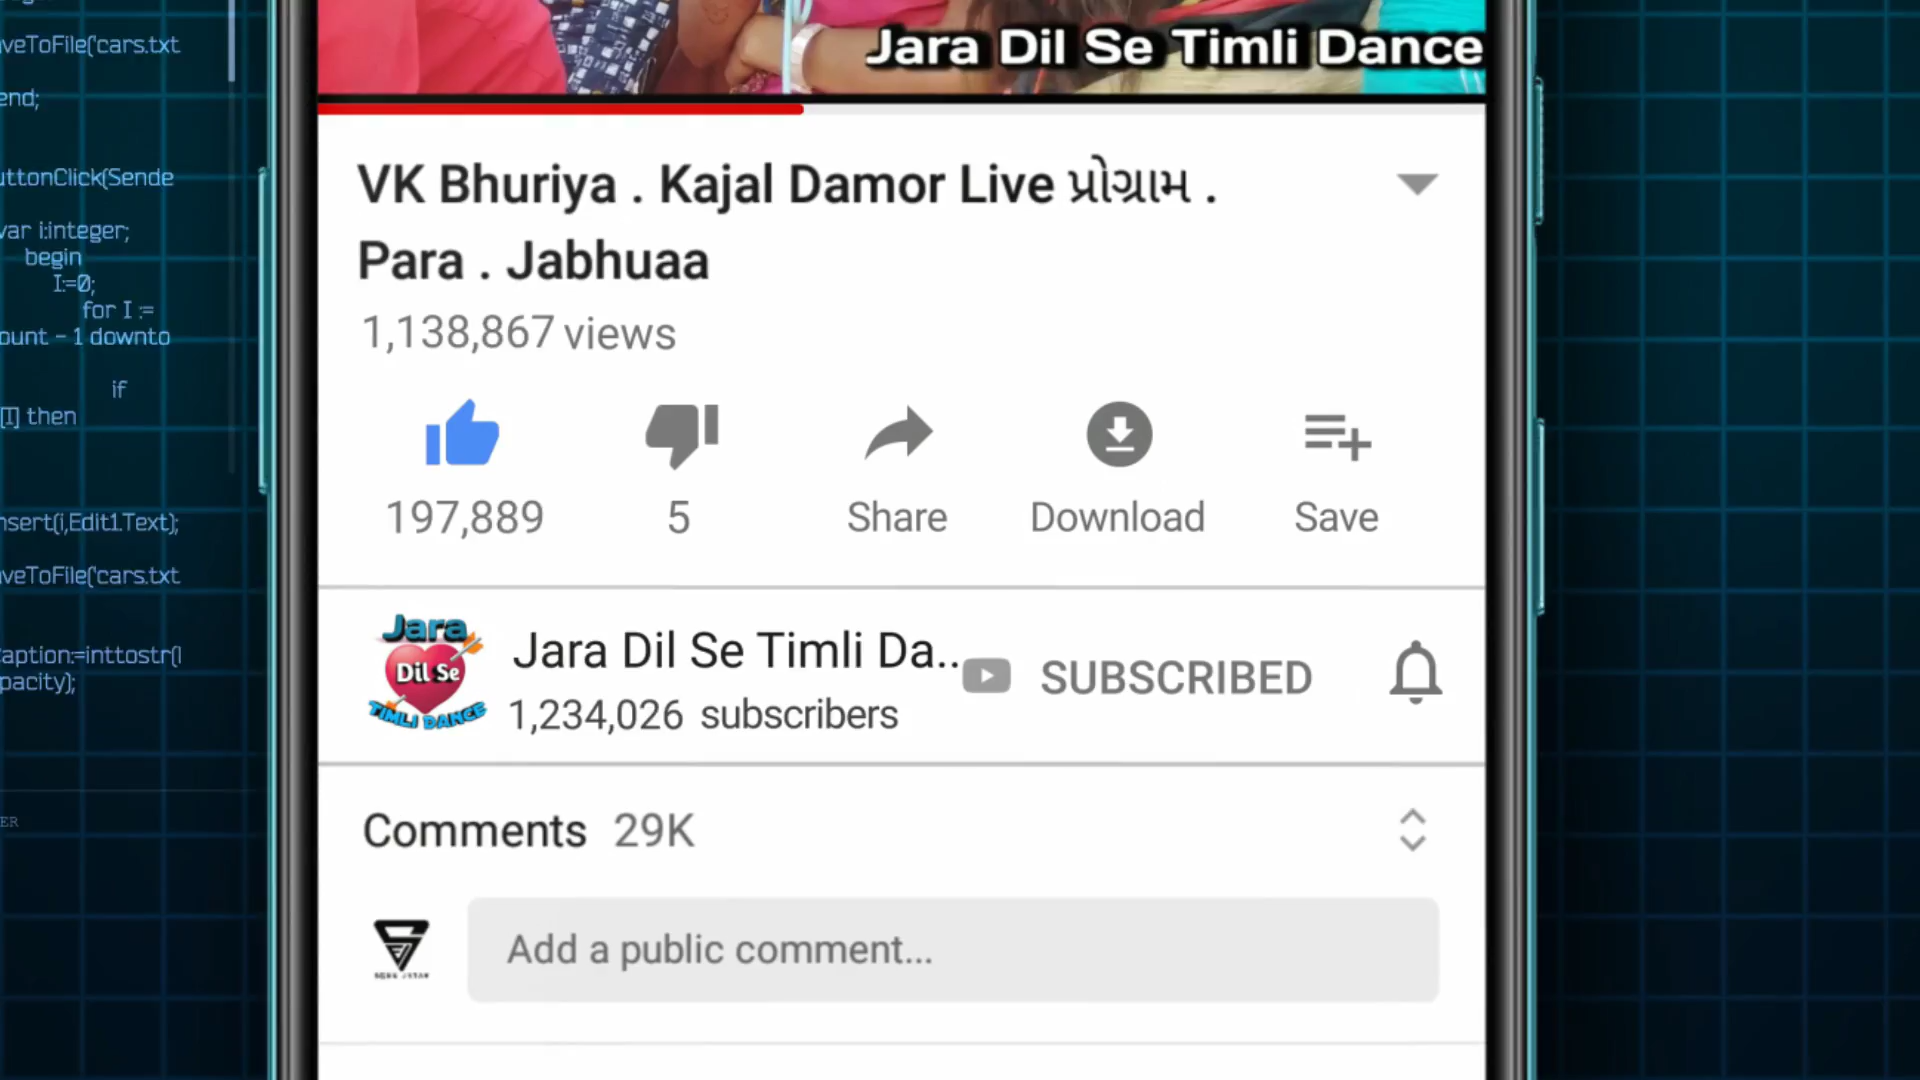 Jara Dil Se Timli Dance
VK Bhuriya . Kajal Damor Live પ્રોગ્રામ .
Para . Jabhuaa
1,138,867 views
197,889
5
Share
Download
Save
Jara
Dil Se
TIMLI DANCE
Jara Dil Se Timli Da..
SUBSCRIBED
1,234,026 subscribers
Comments 29K
Add a public comment...
aveToFile('cars.txt
end;
uttonClick(Sende
var i:integer;
begin
I:=0;
for I :=
ount - 1 downto
if
[I] then
nsert(i,Edit1.Text);
aveToFile('cars.txt
aption:=inttostr(I
pacity);
ER